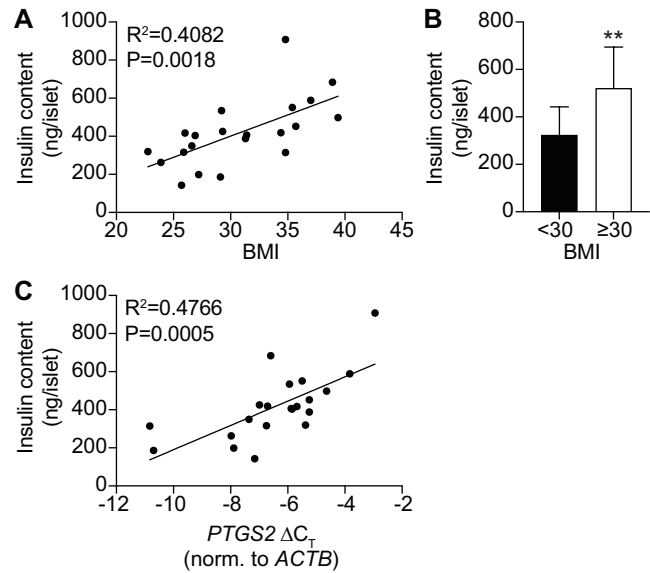 A
R²=0.4082
P=0.0018
Insulin content
(ng/islet)
1000
800
600
400
200
0
20 25 30 35 40 45
BMI
B
**
Insulin content
(ng/islet)
800
600
400
200
0
<30 ≥30
BMI
C
R²=0.4766
P=0.0005
Insulin content
(ng/islet)
1000
800
600
400
200
0
-12 -10 -8 -6 -4 -2
PTGS2 ΔC_T
(norm. to ACTB)